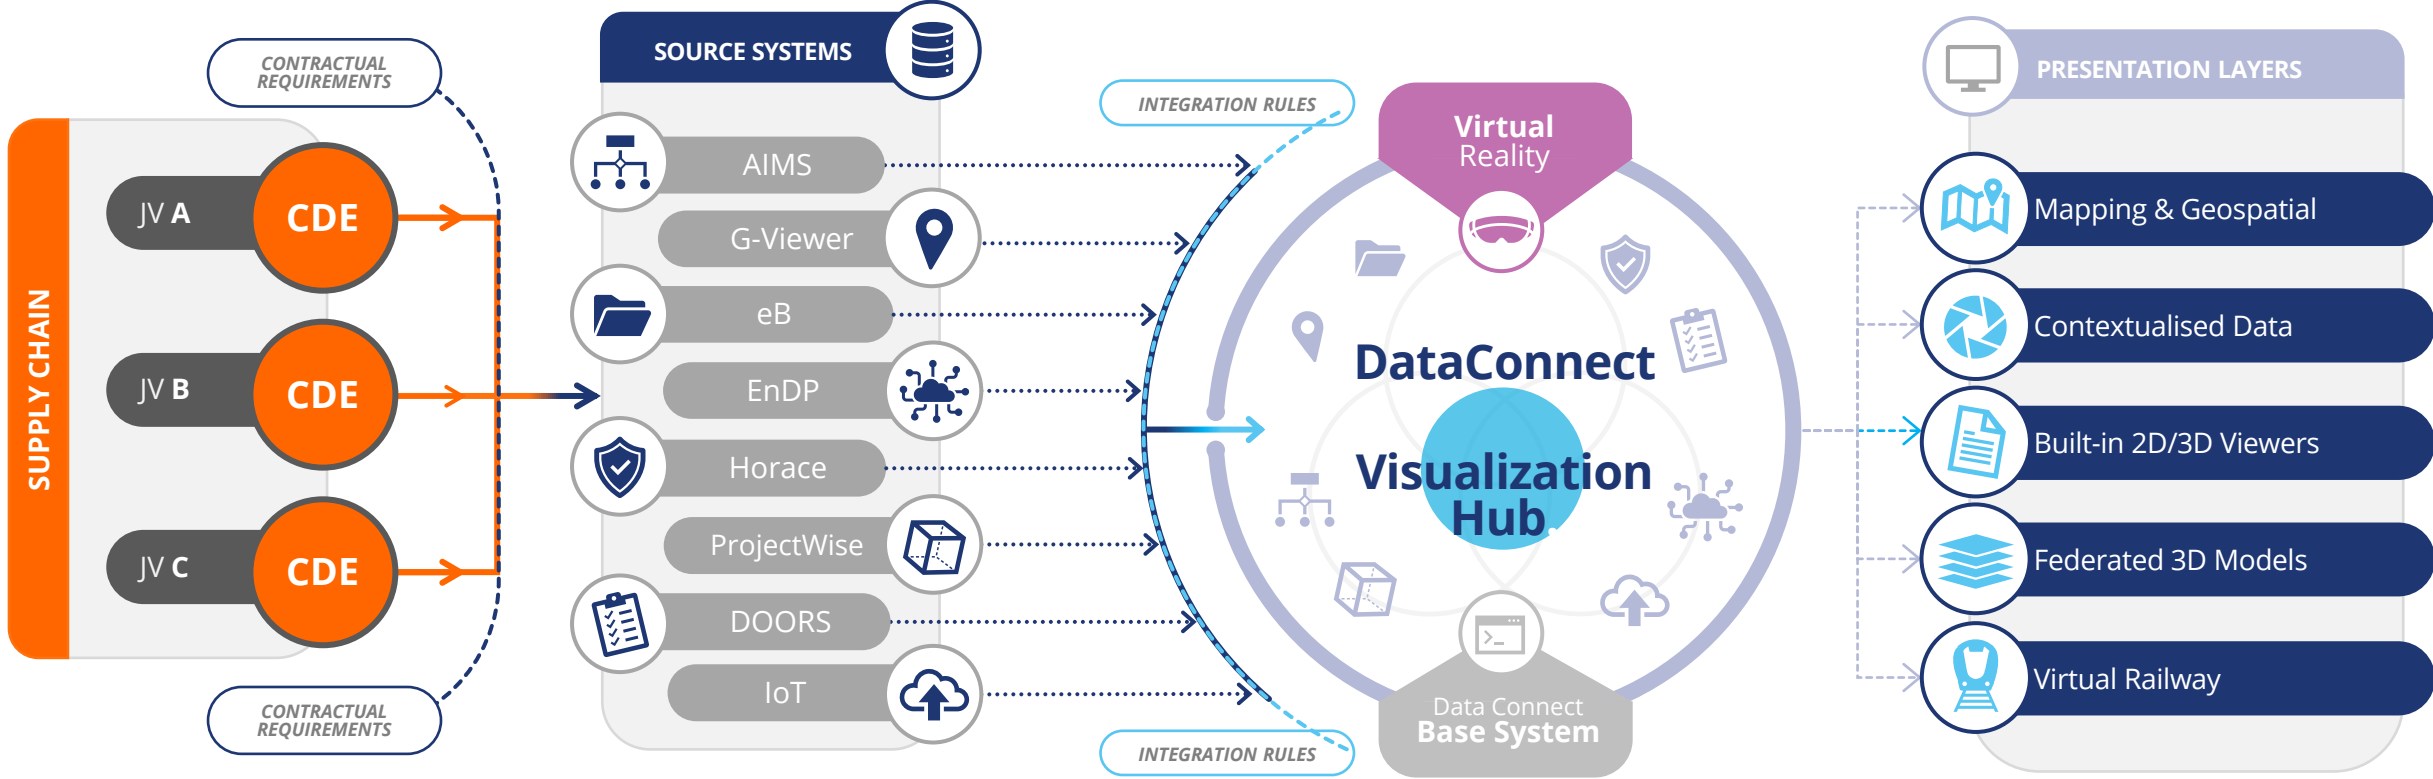 CONTRACTUAL
REQUIREMENTS
SUPPLY CHAIN
JV A
CDE
JV B
CDE
JV C
CDE
CONTRACTUAL
REQUIREMENTS
SOURCE SYSTEMS
AIMS
G-Viewer
eB
EnDP
Horace
ProjectWise
DOORS
IoT
INTEGRATION RULES
INTEGRATION RULES
Virtual
Reality
DataConnect
Visualization
Hub
Data Connect
Base System
PRESENTATION LAYERS
Mapping & Geospatial
Contextualised Data
Built-in 2D/3D Viewers
Federated 3D Models
Virtual Railway